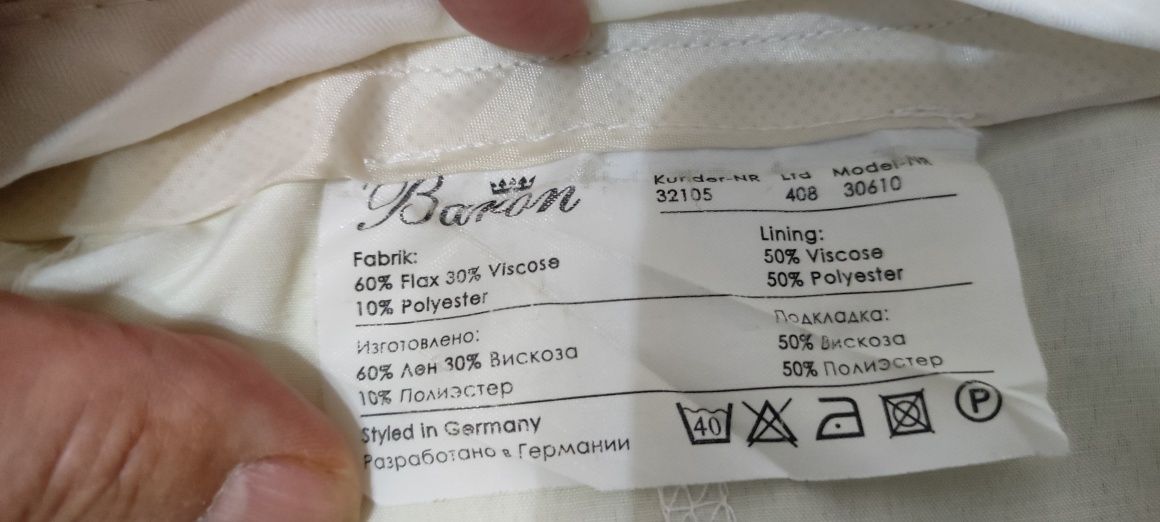 Baron
Kunden-NR Ltd Model-NR
32105 408 30610
Fabrik:
60% Flax 30% Viscose
10% Polyester
Lining:
50% Viscose
50% Polyester
Изготовлено:
60% Лен 30% Вискоза
10% Полиэстер
Подкладка:
50% Вискоза
50% Полиэстер
Styled in Germany
Разработано в Германии
40
P